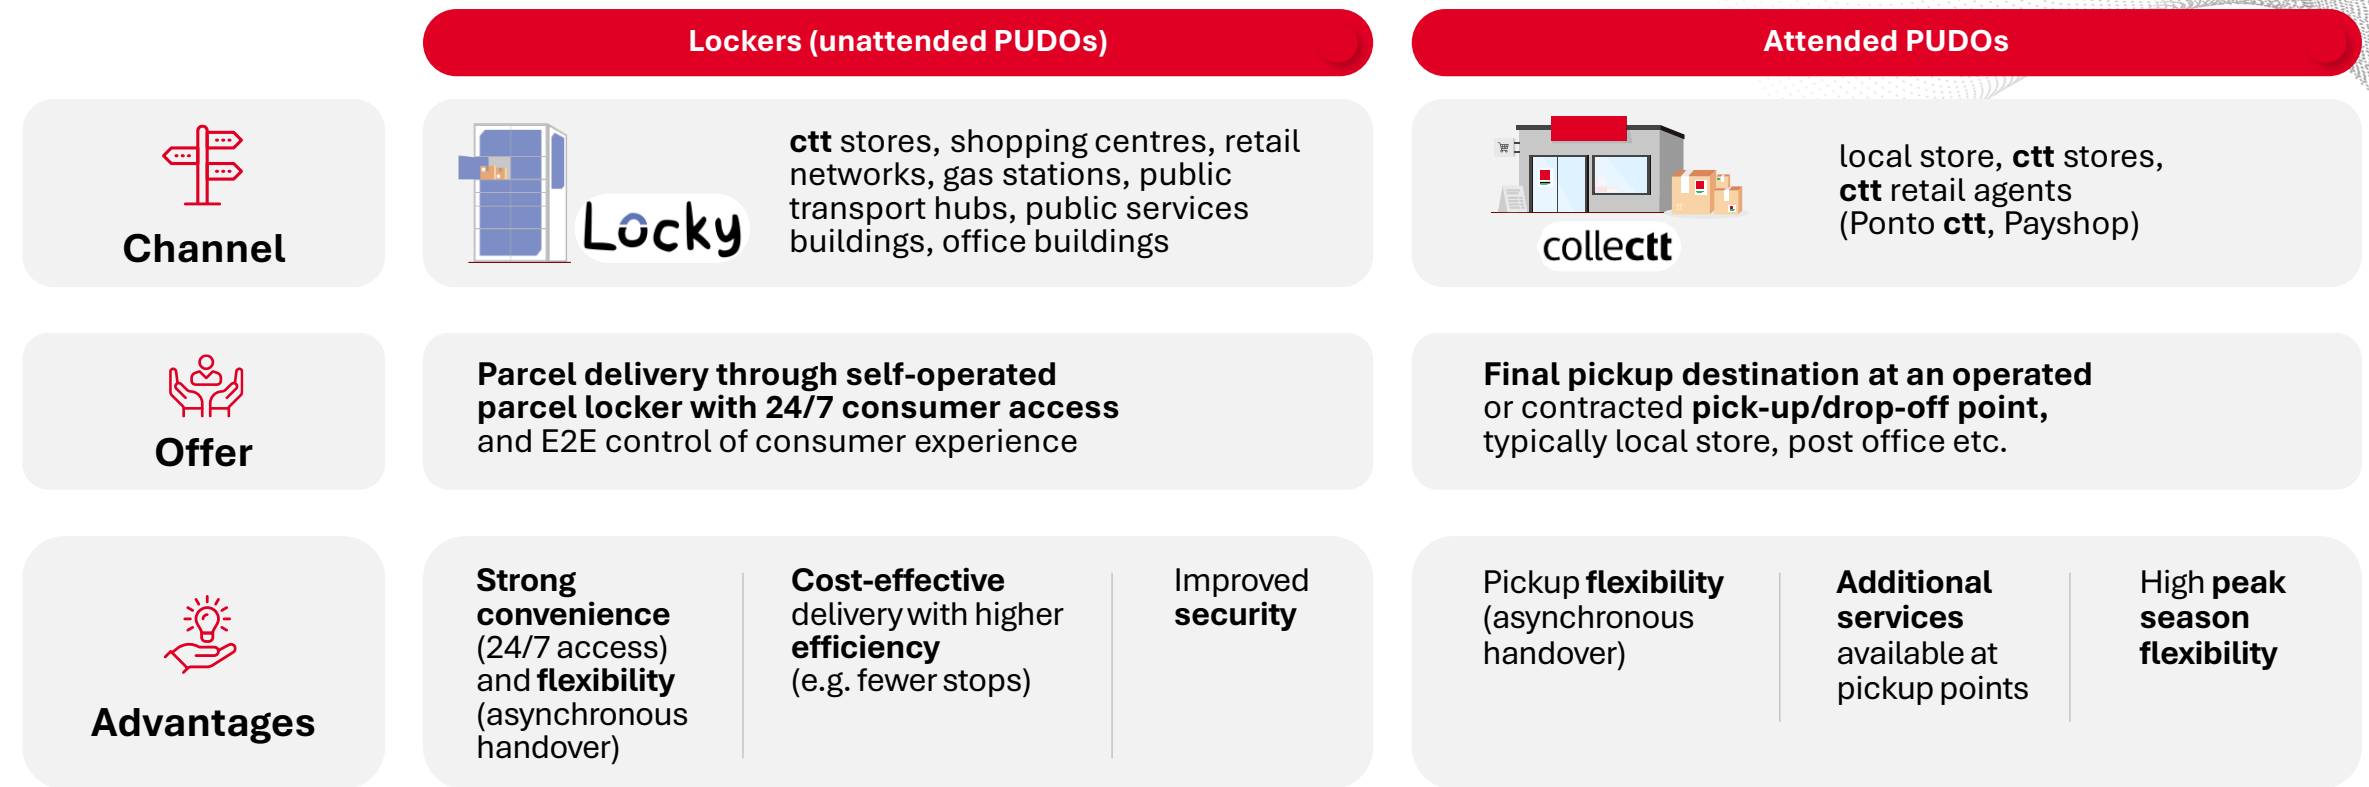 Lockers (unattended PUDOs)
Attended PUDOs
Channel
Locky
ctt stores, shopping centres, retail
networks, gas stations, public
transport hubs, public services
buildings, office buildings
collectt
local store, ctt stores,
ctt retail agents
(Ponto ctt, Payshop)
Offer
Parcel delivery through self-operated
parcel locker with 24/7 consumer access
and E2E control of consumer experience
Final pickup destination at an operated
or contracted pick-up/drop-off point,
typically local store, post office etc.
Advantages
Strong
convenience
(24/7 access)
and flexibility
(asynchronous
handover)
Cost-effective
delivery with higher
efficiency
(e.g. fewer stops)
Improved
security
Pickup flexibility
(asynchronous
handover)
Additional
services
available at
pickup points
High peak
season
flexibility